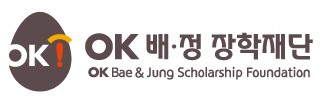 OK!
OK 배·정 장학재단
OK Bae & Jung Scholarship Foundation